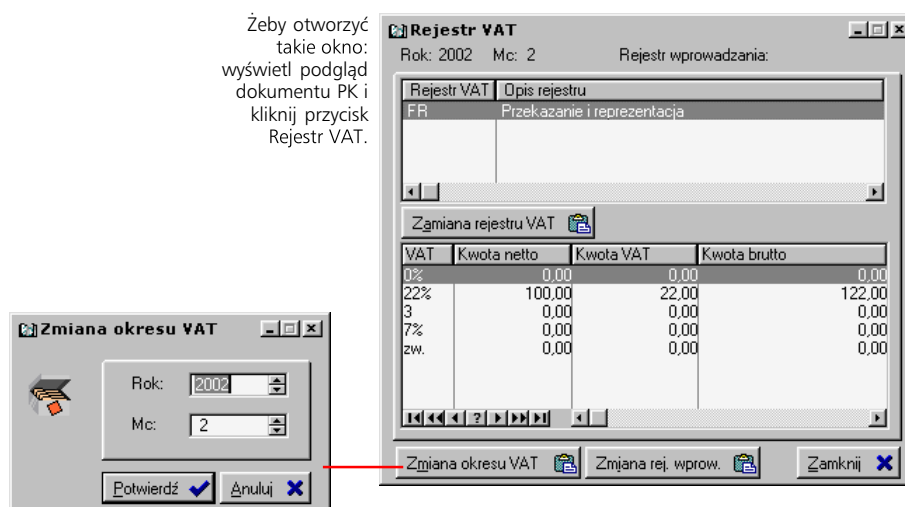 Żeby otworzyć
takie okno:
wyświetl podgląd
dokumentu PK i
kliknij przycisk
Rejestr VAT.
Rejestr VAT
Rok: 2002 Mc: 2 Rejestr wprowadzania:
Rejestr VAT Opis rejestru
FR Przekazanie i reprezentacja
Zamiana rejestru VAT
VAT Kwota netto Kwota VAT Kwota brutto
0% 0,00 0,00 0,00
22% 100,00 22,00 122,00
3 0,00 0,00 0,00
7% 0,00 0,00 0,00
zw. 0,00 0,00 0,00
?
Zmiana okresu VAT Zmjana rej. wprow. Zamknij
Zmiana okresu VAT
Rok: 2002
Mc: 2
Potwierdź Anuluj